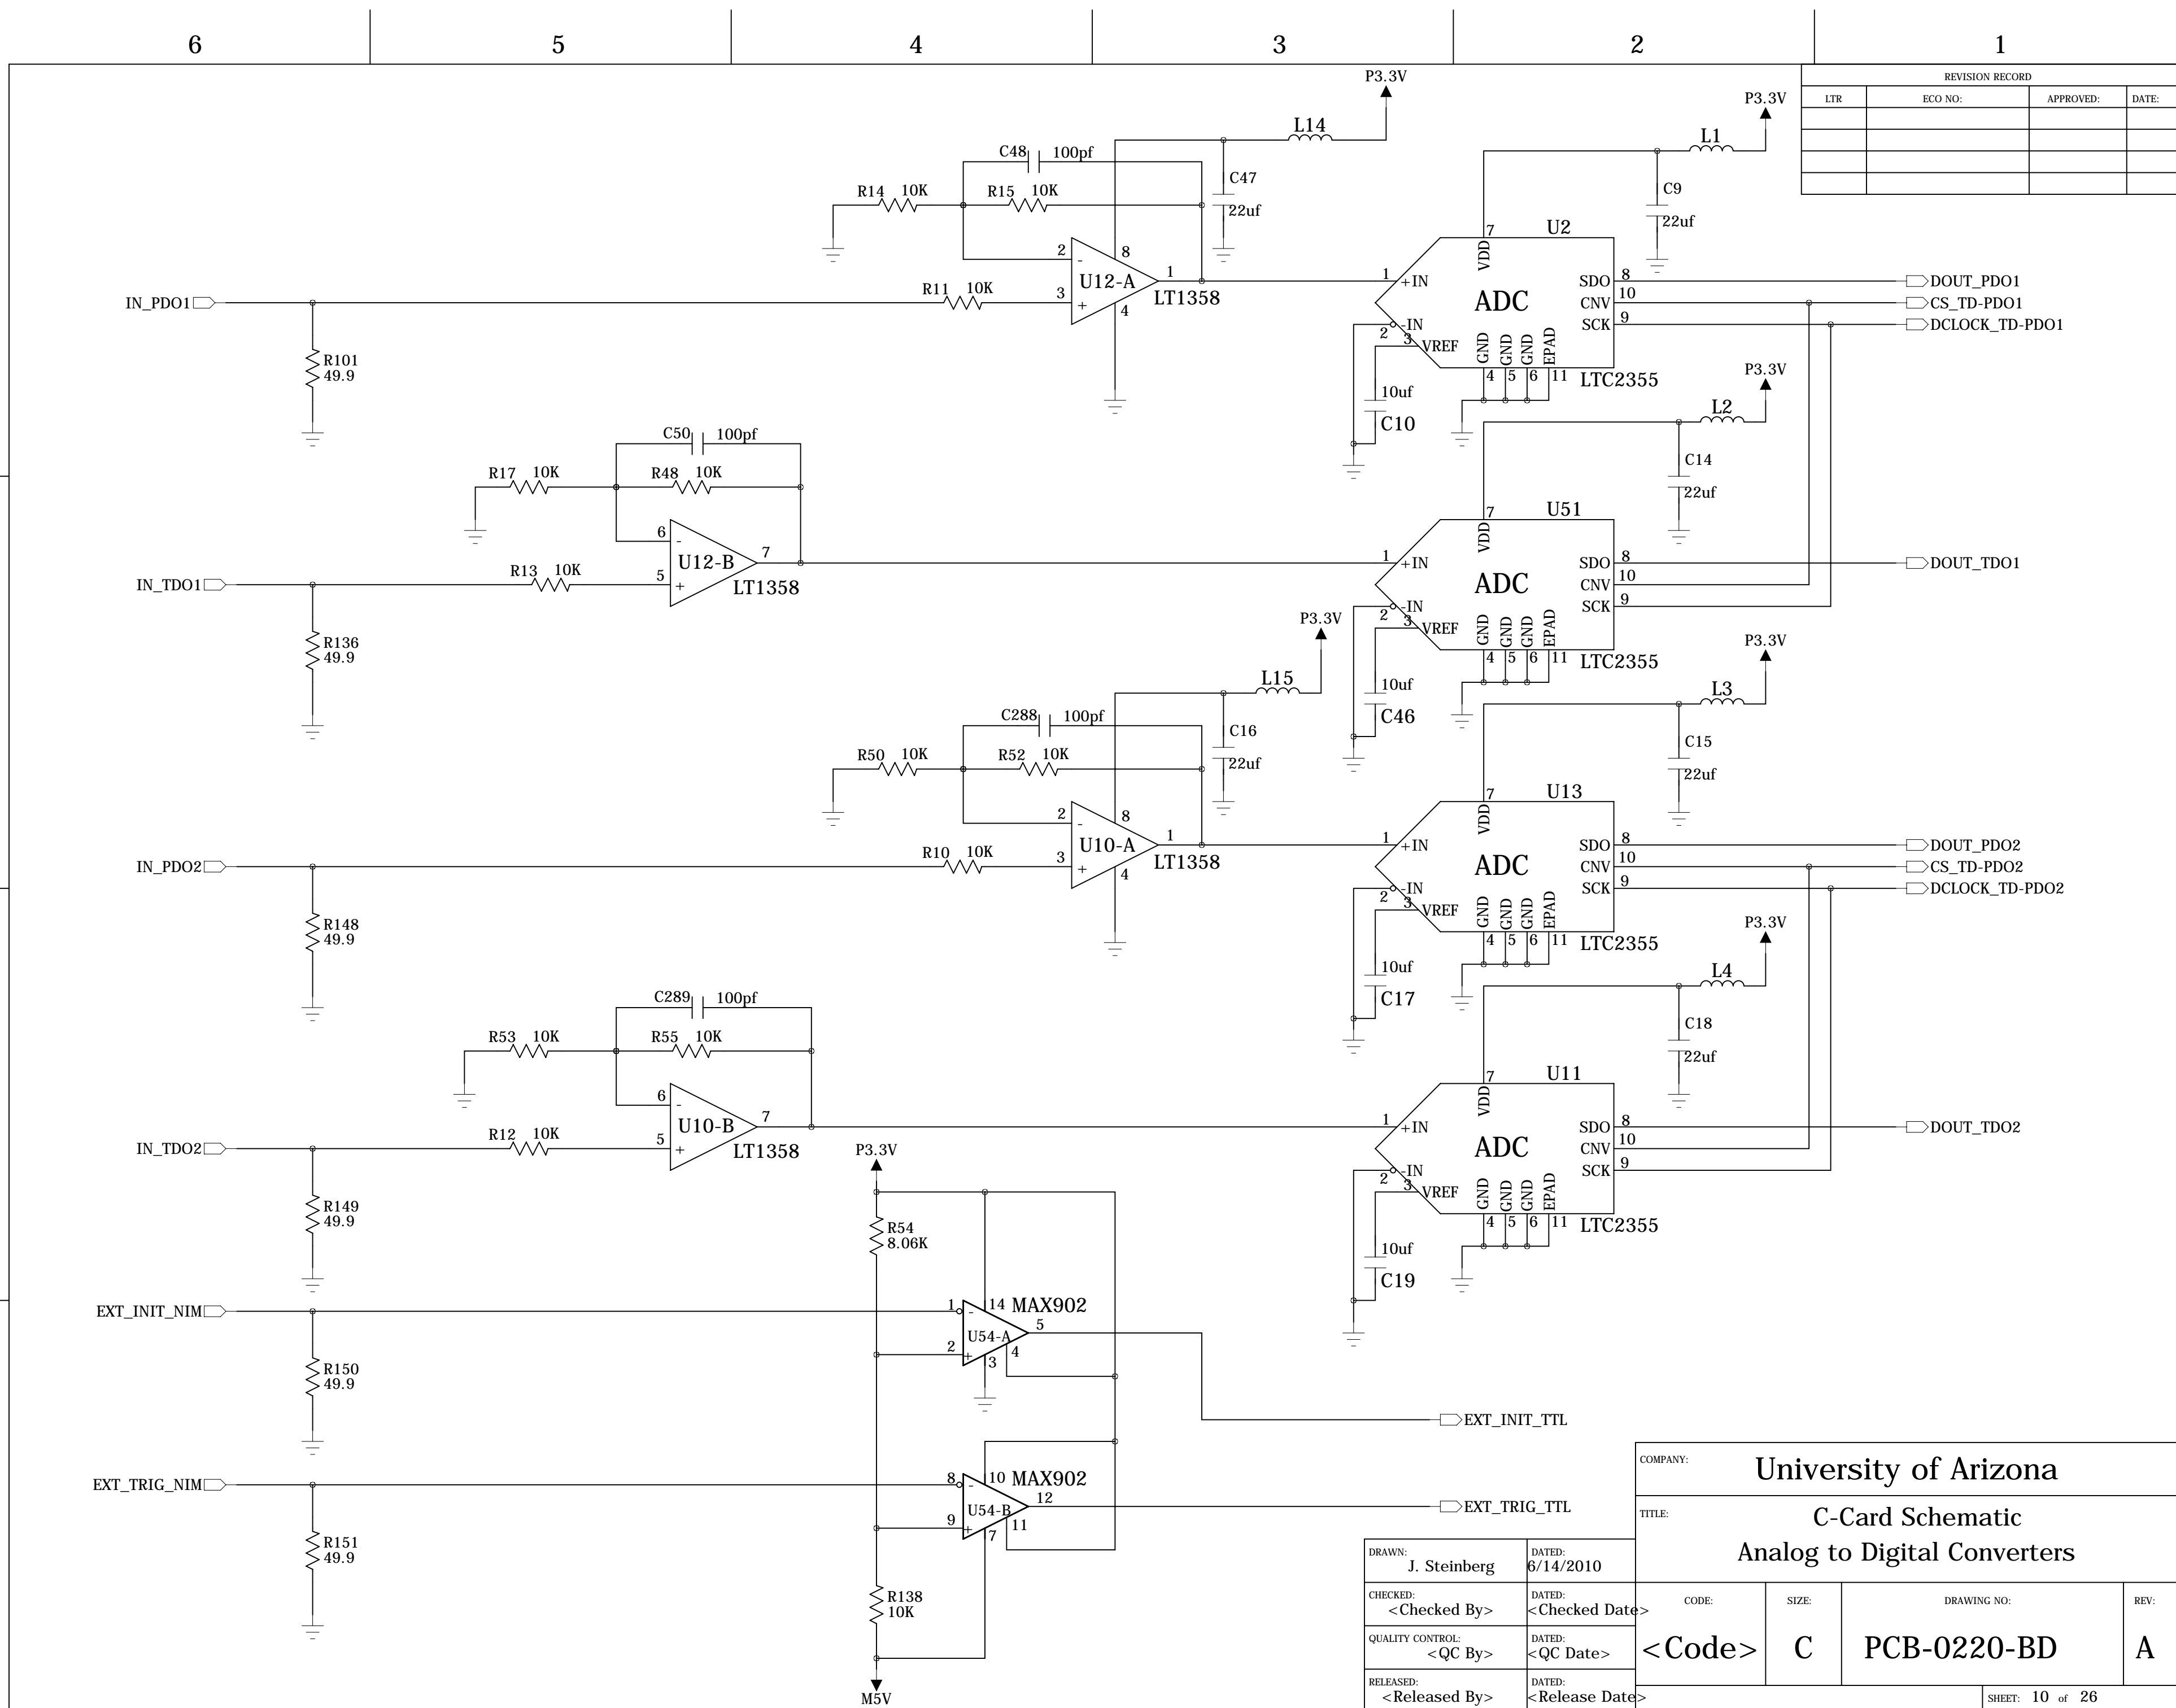 6 5 4 3 2 1
REVISION RECORD
LTR ECO NO: APPROVED: DATE:
P3.3V
P3.3V
L14
L1
C48 100pf
C47
22uf
C9
22uf
R14 10K R15 10K
U2
7
VDD
2 - 8
U12-A 1
LT1358
3 + 4
R11 10K
IN_PDO1
R101
49.9
1 +IN
ADC
SDO 8
CNV 10
SCK 9
-IN
2
3 VREF
GND GND GND EPAD
4 5 6 11
LTC2355
DOUT_PDO1
CS_TD-PDO1
DCLOCK_TD-PDO1
10uf
C10
P3.3V
L2
C14
22uf
C50 100pf
R17 10K R48 10K
6 -
U12-B 7
LT1358
5 +
R13 10K
IN_TDO1
R136
49.9
U51
7
VDD
1 +IN
ADC
SDO 8
CNV 10
SCK 9
-IN
2
3 VREF
GND GND GND EPAD
4 5 6 11
LTC2355
DOUT_TDO1
10uf
C46
P3.3V
L15
C16
22uf
P3.3V
L3
C15
22uf
C288 100pf
R50 10K R52 10K
2 - 8
U10-A 1
LT1358
3 + 4
R10 10K
IN_PDO2
R148
49.9
U13
7
VDD
1 +IN
ADC
SDO 8
CNV 10
SCK 9
-IN
2
3 VREF
GND GND GND EPAD
4 5 6 11
LTC2355
DOUT_PDO2
CS_TD-PDO2
DCLOCK_TD-PDO2
10uf
C17
P3.3V
L4
C18
22uf
C289 100pf
R53 10K R55 10K
6 -
U10-B 7
LT1358
5 +
R12 10K
IN_TDO2
R149
49.9
U11
7
VDD
1 +IN
ADC
SDO 8
CNV 10
SCK 9
-IN
2
3 VREF
GND GND GND EPAD
4 5 6 11
LTC2355
DOUT_TDO2
10uf
C19
P3.3V
R54
8.06K
EXT_INIT_NIM
R150
49.9
1 - 14 MAX902
U54-A 5
2 + 3 4
EXT_INIT_TTL
EXT_TRIG_NIM
R151
49.9
8 - 10 MAX902
U54-B 12
9 + 7 11
EXT_TRIG_TTL
R138
10K
M5V
COMPANY: University of Arizona
TITLE: C-Card Schematic
Analog to Digital Converters
DRAWN: J. Steinberg DATED: 6/14/2010
CHECKED: <Checked By> DATED: <Checked Date>
QUALITY CONTROL: <QC By> DATED: <QC Date>
RELEASED: <Released By> DATED: <Release Date>
CODE: <Code> SIZE: C DRAWING NO: PCB-0220-BD REV: A
SHEET: 10 of 26